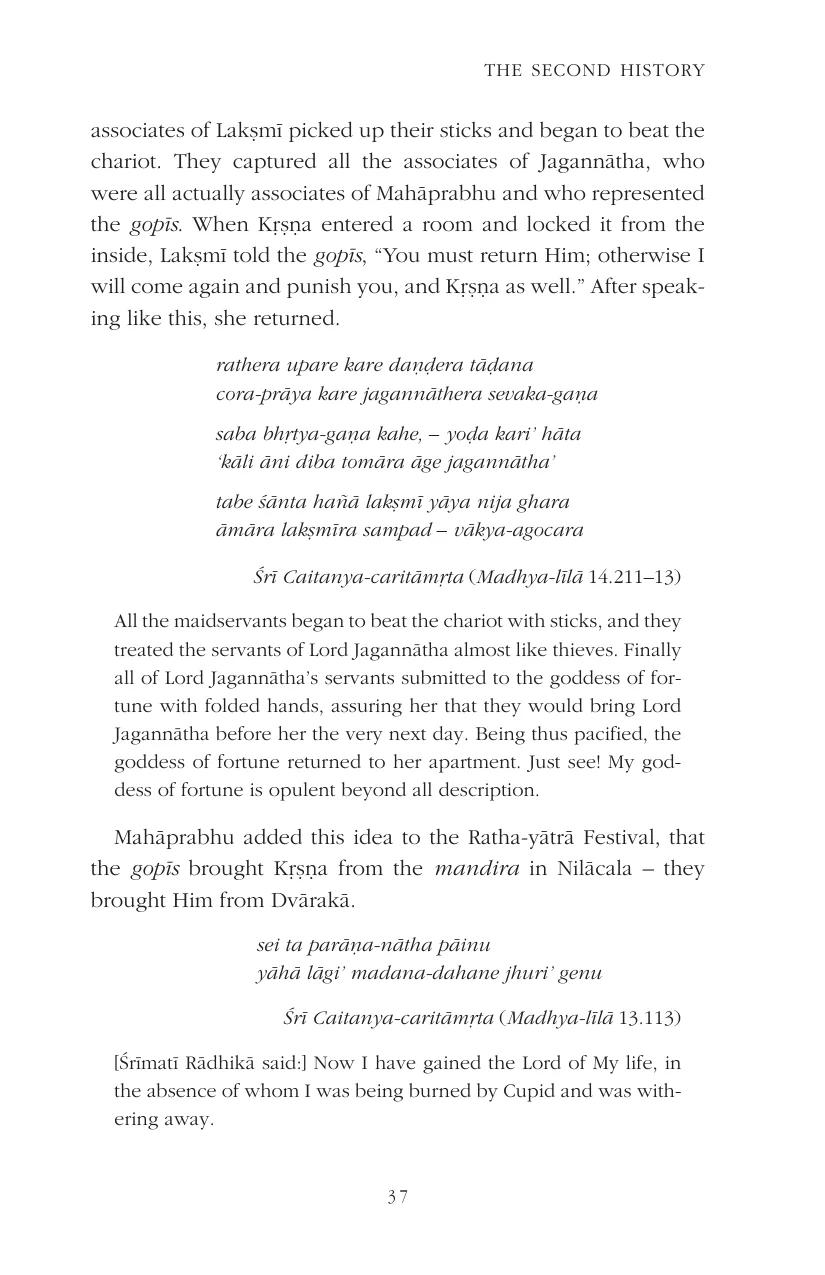 THE SECOND HISTORY
associates of Lakṣmī picked up their sticks and began to beat the
chariot. They captured all the associates of Jagannātha, who
were all actually associates of Mahāprabhu and who represented
the gopīs. When Kṛṣṇa entered a room and locked it from the
inside, Lakṣmī told the gopīs, “You must return Him; otherwise I
will come again and punish you, and Kṛṣṇa as well.” After speak-
ing like this, she returned.
rathera upare kare daṇḍera tāḍana
cora-prāya kare jagannāthera sevaka-gaṇa
saba bhṛtya-gaṇa kahe, – yoḍa kari’ hāta
‘kāli āni diba tomāra āge jagannātha’
tabe śānta hañā lakṣmī yāya nija ghara
āmāra lakṣmīra sampad – vākya-agocara
Śrī Caitanya-caritāmṛta (Madhya-līlā 14.211–13)
All the maidservants began to beat the chariot with sticks, and they
treated the servants of Lord Jagannātha almost like thieves. Finally
all of Lord Jagannātha’s servants submitted to the goddess of for-
tune with folded hands, assuring her that they would bring Lord
Jagannātha before her the very next day. Being thus pacified, the
goddess of fortune returned to her apartment. Just see! My god-
dess of fortune is opulent beyond all description.
Mahāprabhu added this idea to the Ratha-yātrā Festival, that
the gopīs brought Kṛṣṇa from the mandira in Nilācala – they
brought Him from Dvārakā.
sei ta parāṇa-nātha pāinu
yāhā lāgi’ madana-dahane jhuri’ genu
Śrī Caitanya-caritāmṛta (Madhya-līlā 13.113)
[Śrīmatī Rādhikā said:] Now I have gained the Lord of My life, in
the absence of whom I was being burned by Cupid and was with-
ering away.
37